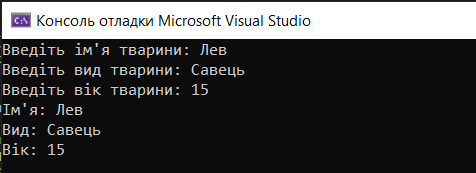 Консоль отладки Microsoft Visual Studio
Введіть ім'я тварини: Лев
Введіть вид тварини: Савець
Введіть вік тварини: 15
Ім'я: Лев
Вид: Савець
Вік: 15